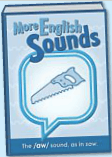 More English
Sounds
The /aw/ sound, as in saw.